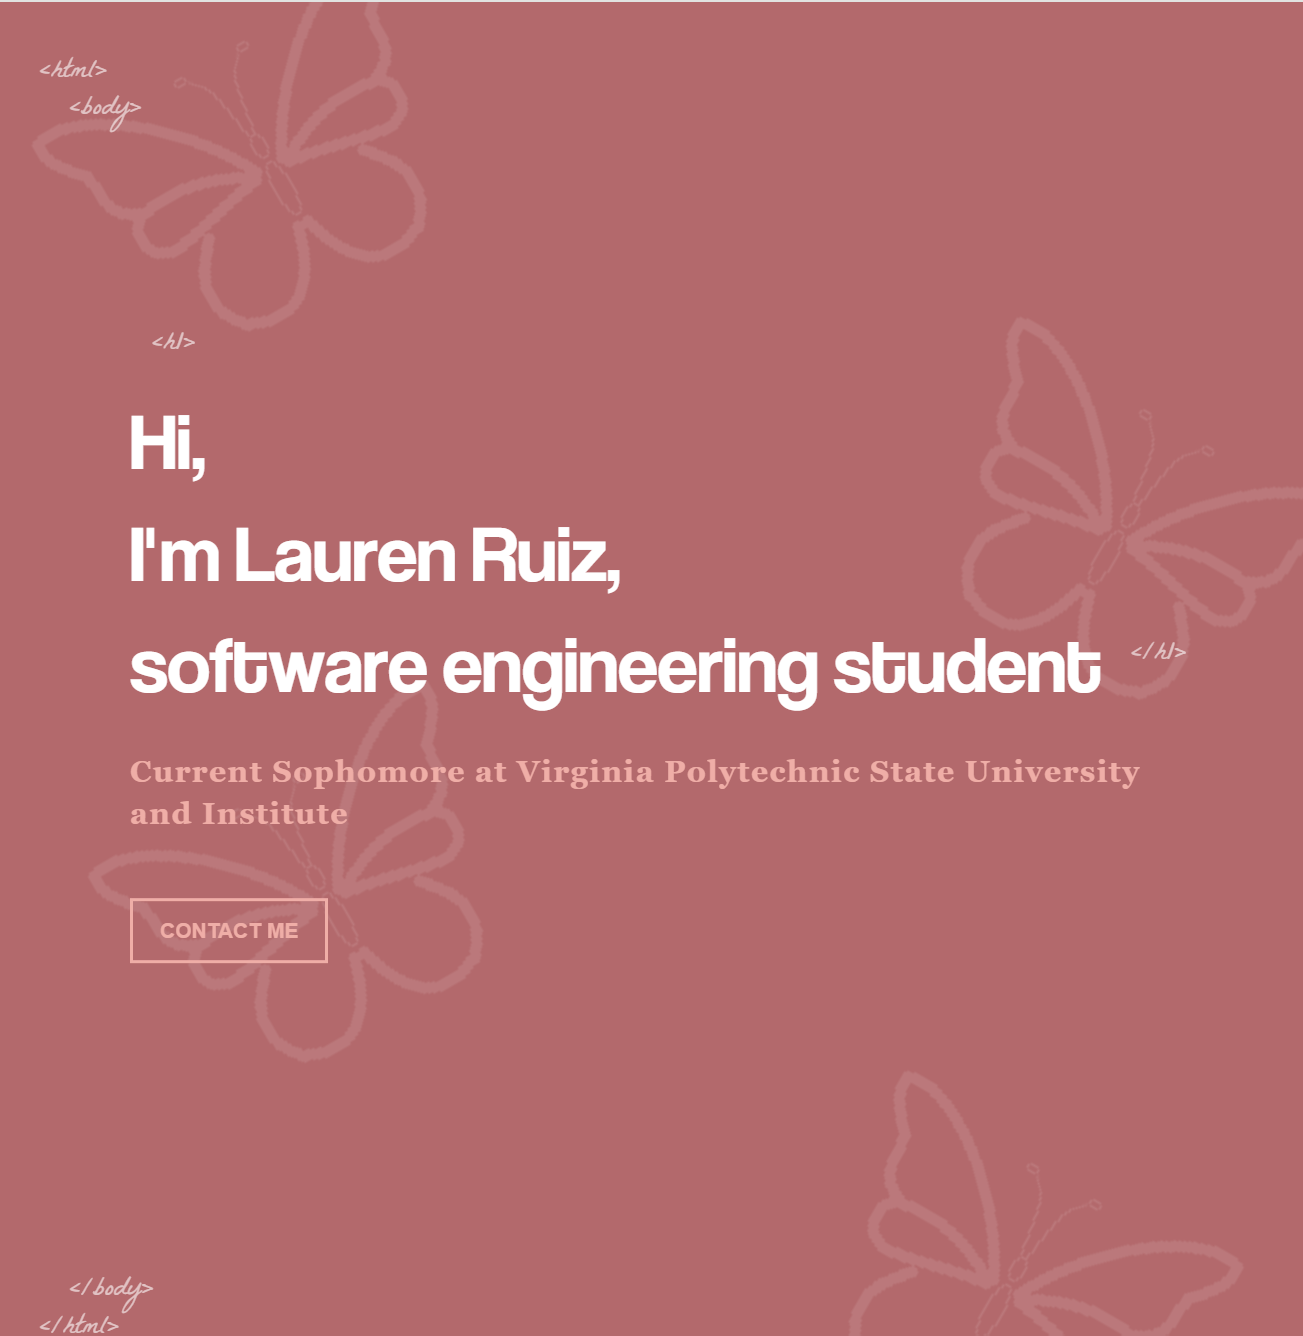 <html>
<body>
<h1>
Hi,
I'm Lauren Ruiz,
software engineering student
</h1>
Current Sophomore at Virginia Polytechnic State University
and Institute
CONTACT ME
</body>
</html>